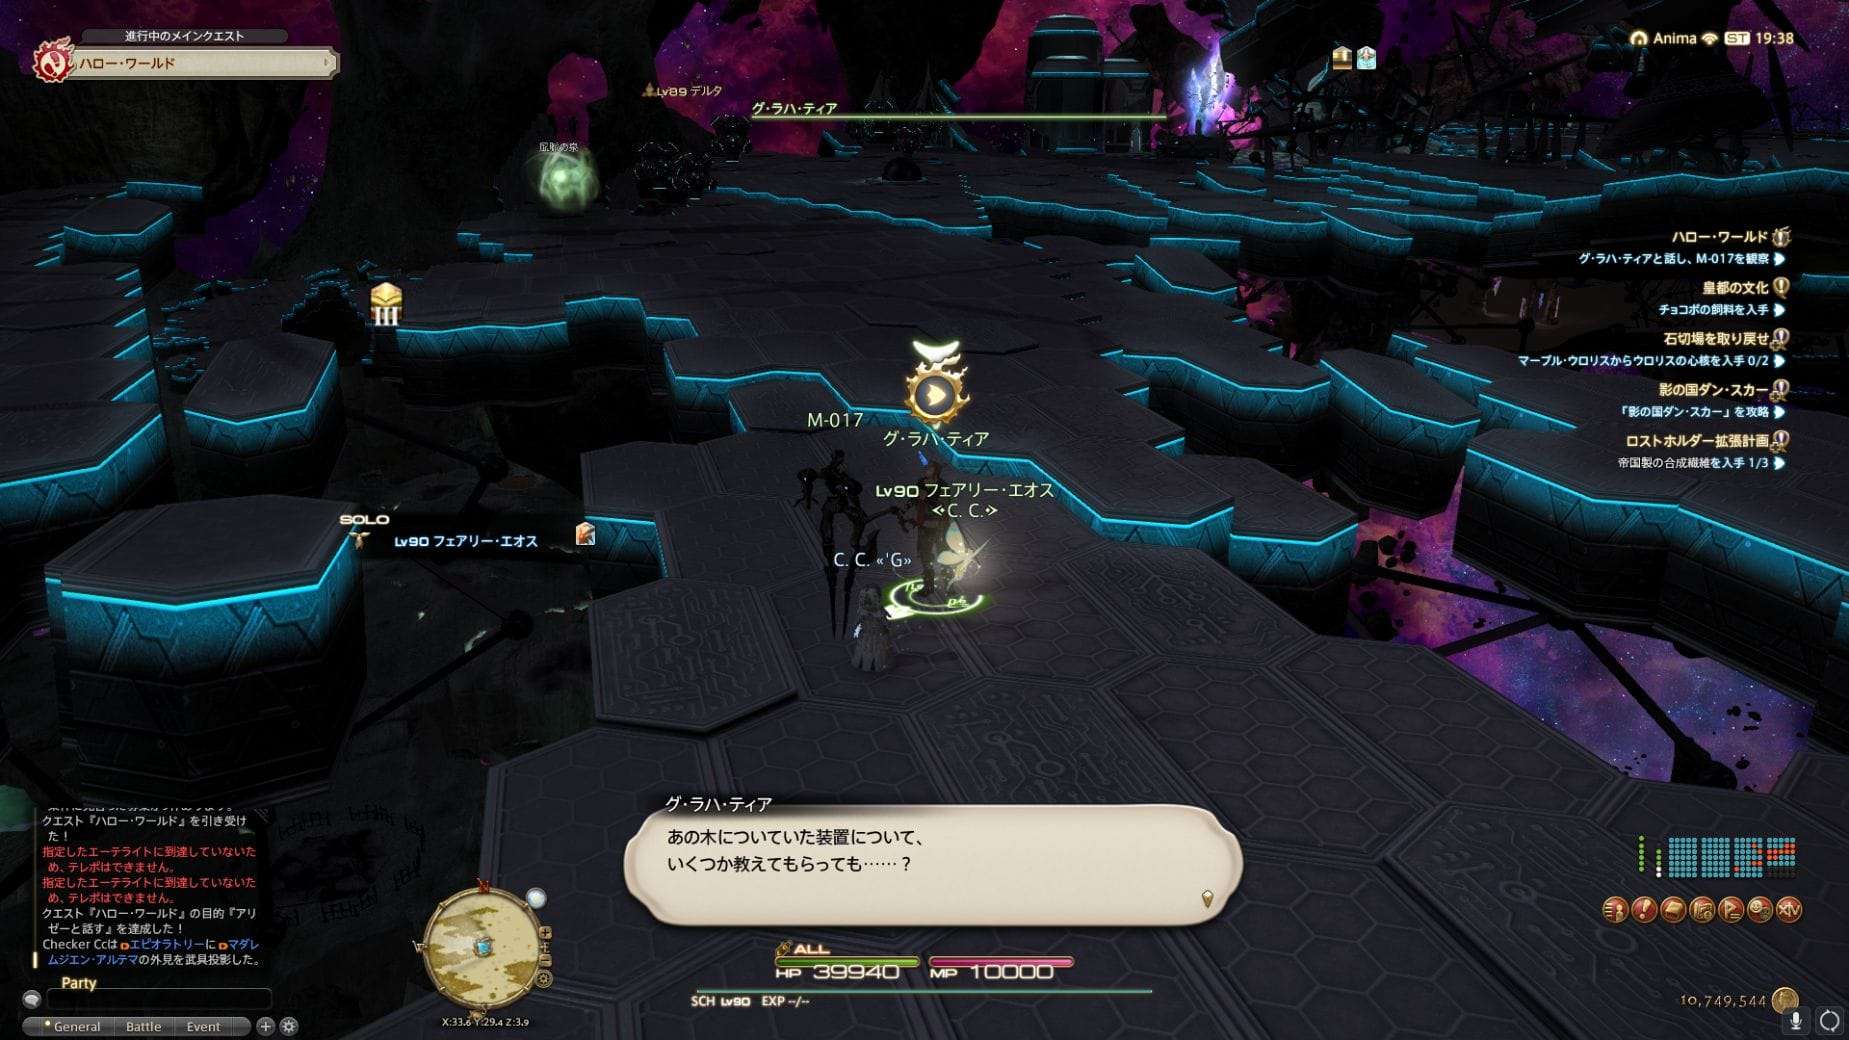 進行中のメインクエスト
ハロー・ワールド
Anima ST 19:38
Lv89 デルタ
グ・ラハ・ティア
ハロー・ワールド
グ・ラハ・ティアと話し、M-017を観察
皇都の文化
チョコボの飼料を入手
石切場を取り戻せ
マーブル・ウロリスからウロリスの心核を入手 0/2
影の国ダン・スカー
『影の国ダン・スカー』を攻略
ロストホルダー拡張計画
帝国製の合成繊維を入手 1/3
III
M-017
グ・ラハ・ティア
Lv90 フェアリー・エオス
<C. C.>
SOLO
Lv90 フェアリー・エオス
C. C. «'G»
グ・ラハ・ティア
あの木についていた装置について、
いくつか教えてもらっても……？
クエスト『ハロー・ワールド』を引き受け
た！
指定したエーテライトに到達していないた
め、テレポはできません。
指定したエーテライトに到達していないた
め、テレポはできません。
クエスト『ハロー・ワールド』の目的『アリ
ゼーと話す』を達成した！
Checker Ccは エピオラトリーに マダレ
ムジエン・アルテマの外見を武具投影した。
Party
General Battle Event
N
X:33.6 Y:29.4 Z:3.9
ALL
HP 39940 MP 10000
SCH Lv90 EXP --/--
XIV
10,749,544